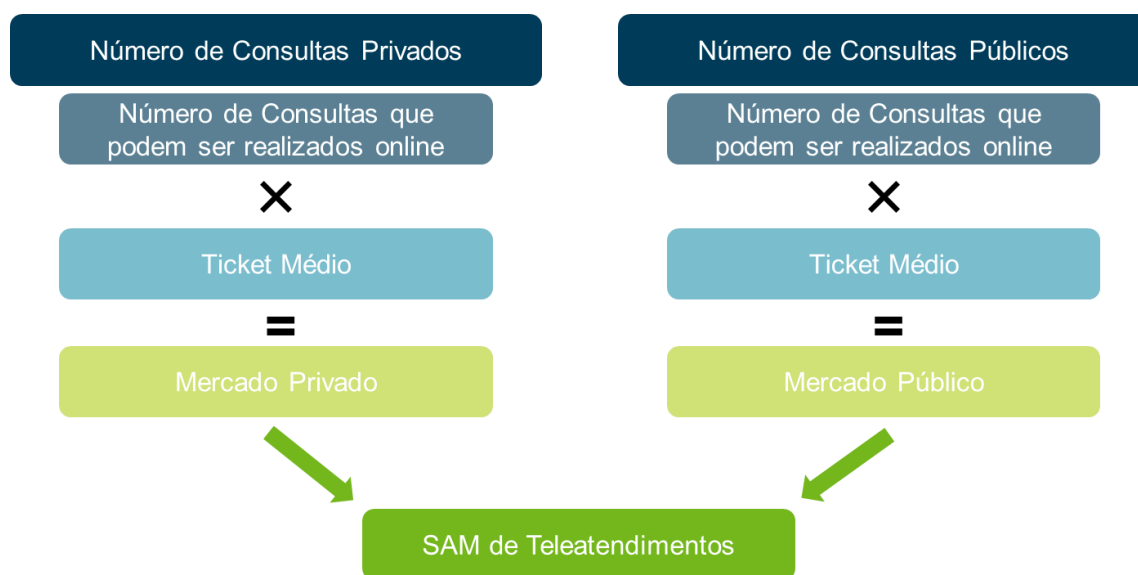 Número de Consultas Privados
Número de Consultas que
podem ser realizados online
×
Ticket Médio
=
Mercado Privado
Número de Consultas Públicos
Número de Consultas que
podem ser realizados online
×
Ticket Médio
=
Mercado Público
SAM de Teleatendimentos